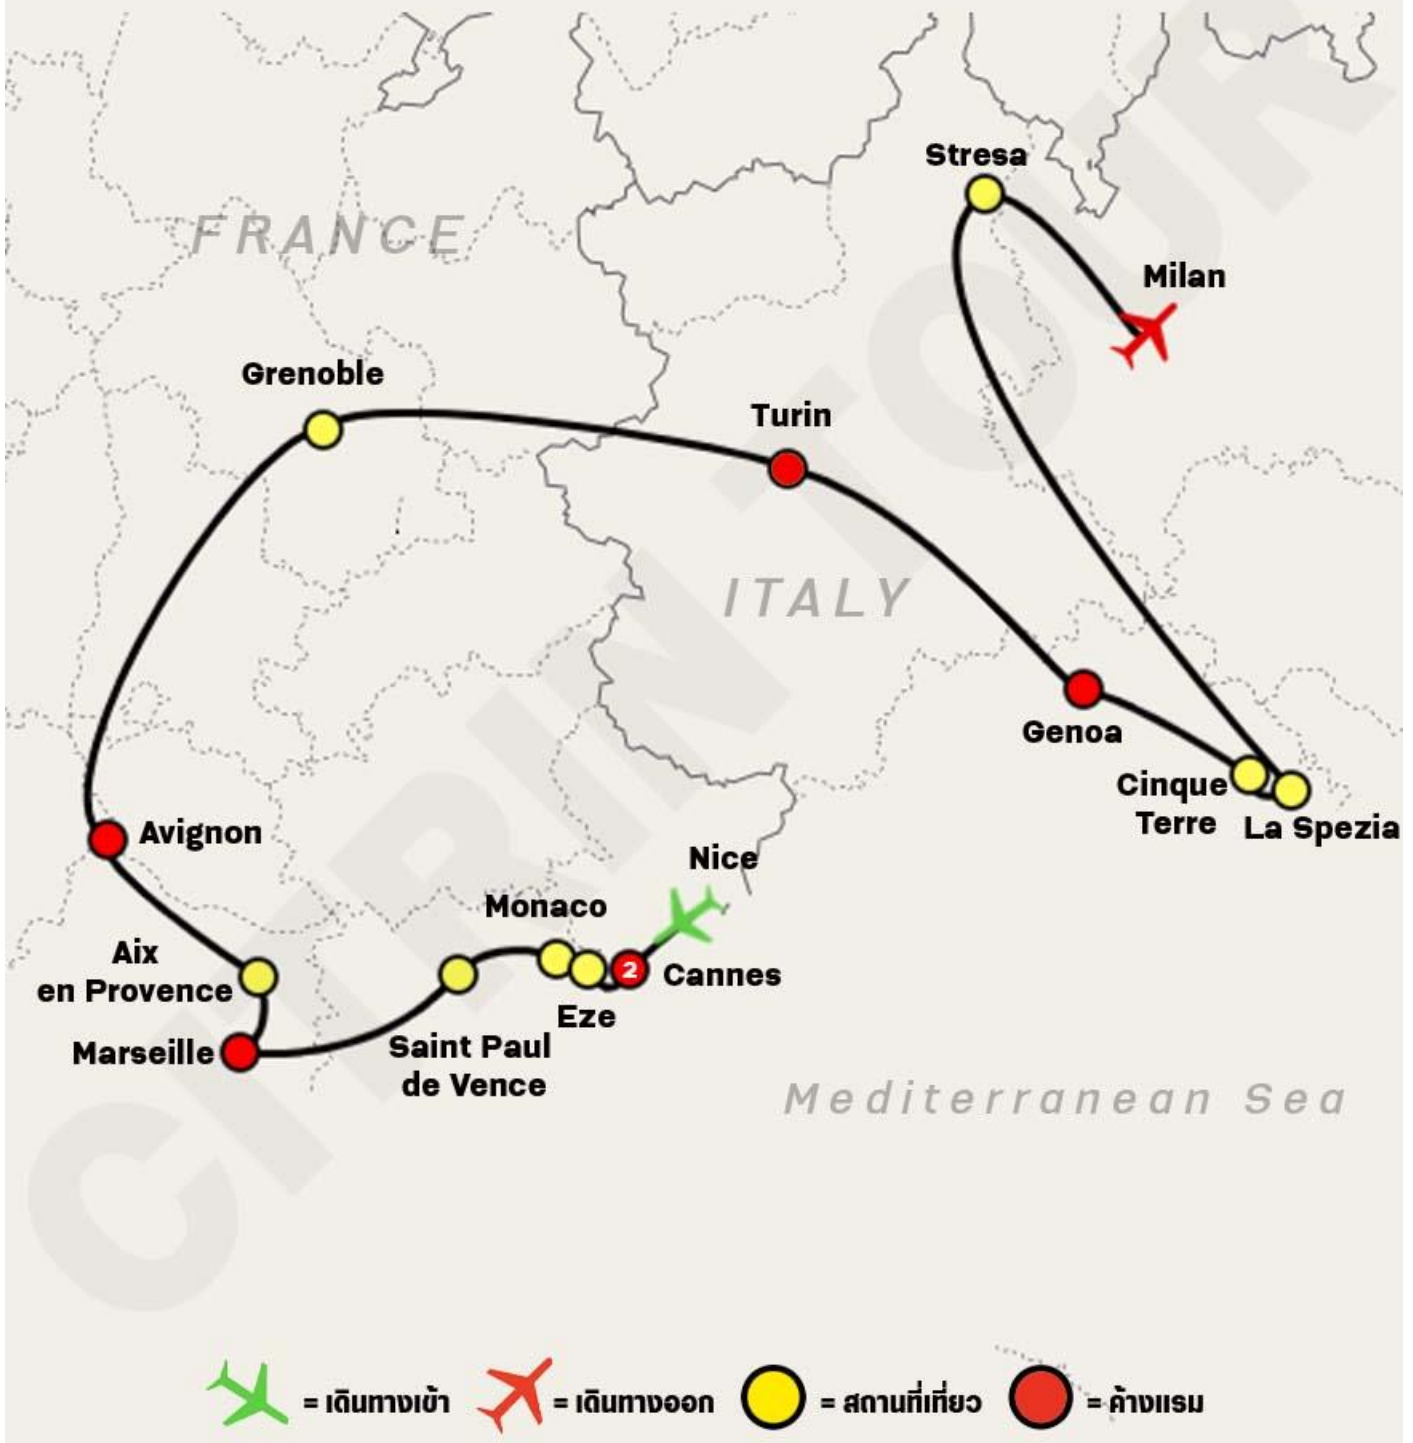 Stresa
FRANCE
Milan
Grenoble
Turin
ITALY
Genoa
Cinque
Terre
La Spezia
Avignon
Nice
Monaco
Aix
en Provence
2
Cannes
Eze
Marseille
Saint Paul
de Vence
Mediterranean Sea
CITRIN TOUR
= เดินทางเข้า
= เดินทางออก
= สถานที่เที่ยว
= ค้างแรม